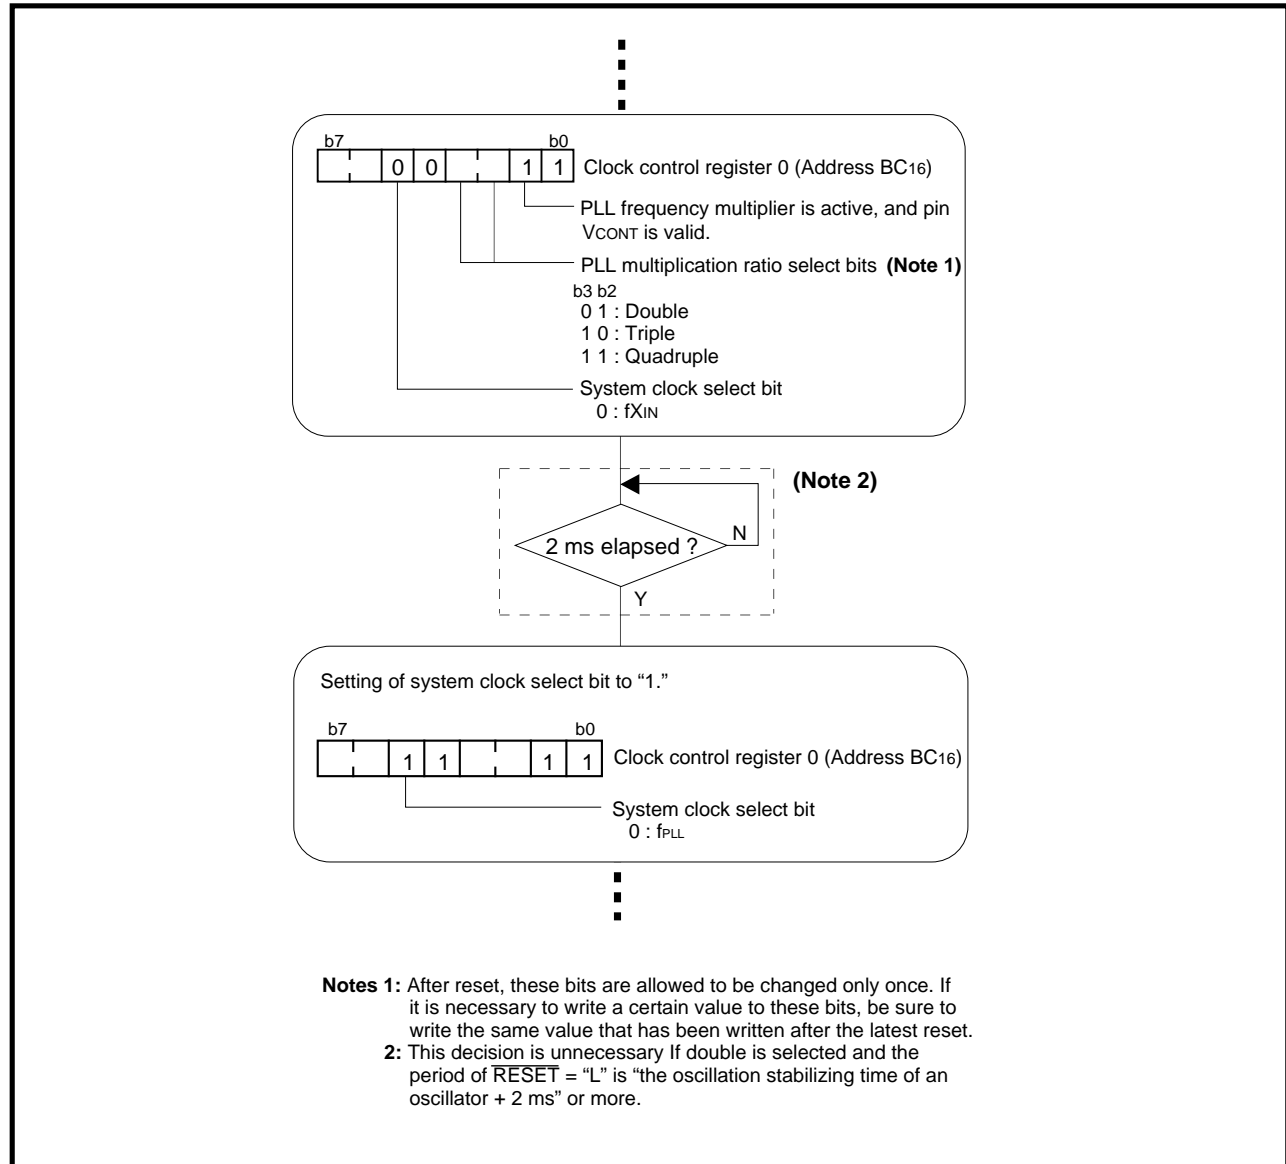 b7 b0
0 0 1 1 Clock control register 0 (Address BC16)
PLL frequency multiplier is active, and pin
VCONT is valid.
PLL multiplication ratio select bits (Note 1)
b3 b2
0 1 : Double
1 0 : Triple
1 1 : Quadruple
System clock select bit
0 : fXIN
(Note 2)
2 ms elapsed ? N
Y
Setting of system clock select bit to “1.”
b7 b0
1 1 1 1 Clock control register 0 (Address BC16)
System clock select bit
0 : fPLL
Notes 1: After reset, these bits are allowed to be changed only once. If
it is necessary to write a certain value to these bits, be sure to
write the same value that has been written after the latest reset.
2: This decision is unnecessary If double is selected and the
period of RESET = “L” is “the oscillation stabilizing time of an
oscillator + 2 ms” or more.